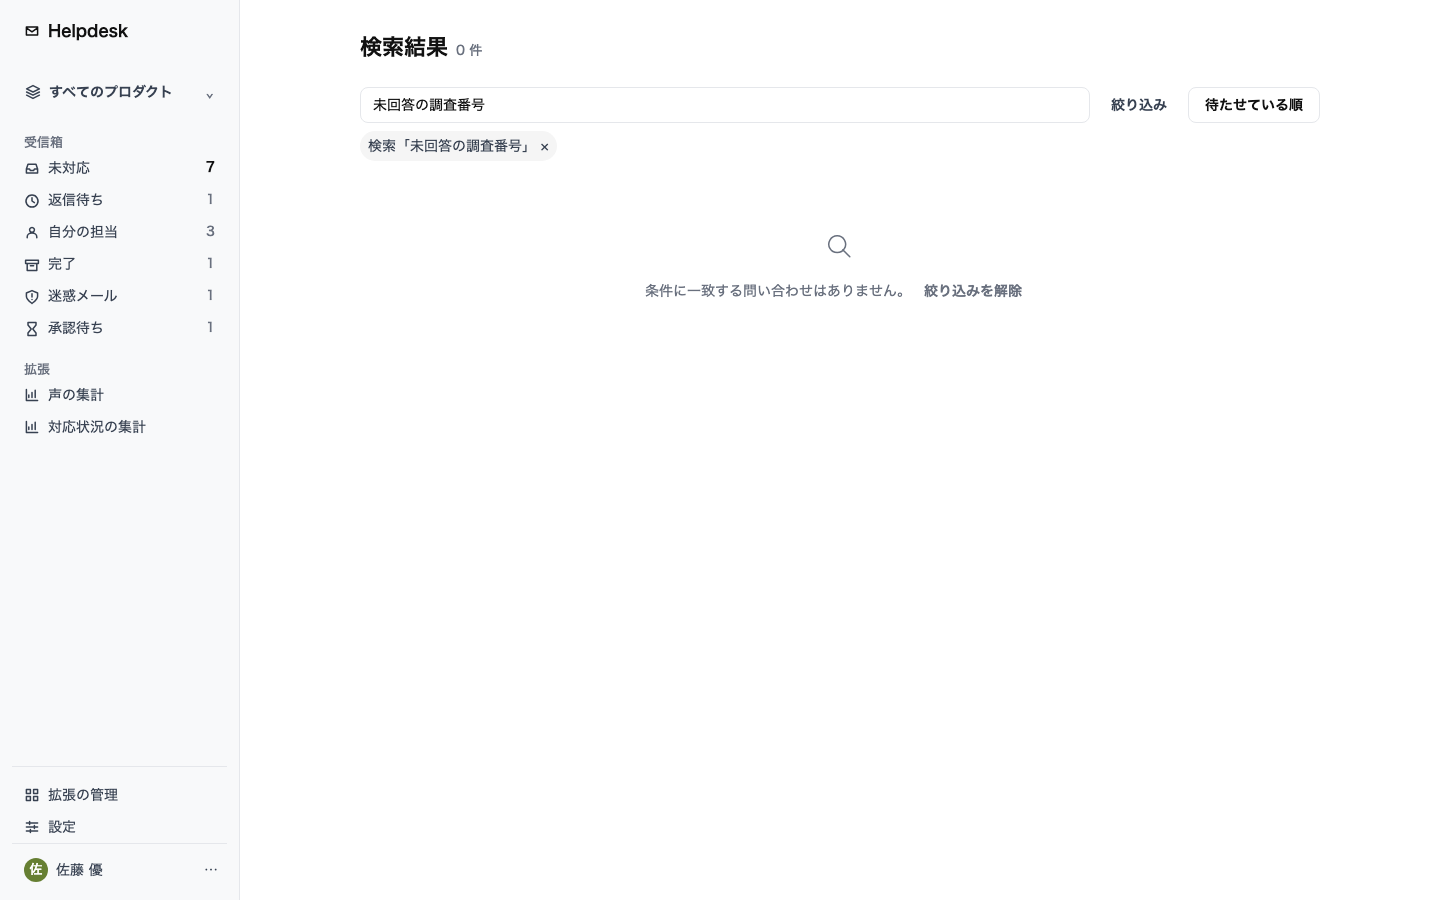 Helpdesk
すべてのプロダクト
受信箱
未対応 7
返信待ち 1
自分の担当 3
完了 1
迷惑メール 1
承認待ち 1
拡張
声の集計
対応状況の集計
拡張の管理
設定
佐 佐藤 優 …
検索結果 0 件
未回答の調査番号 絞り込み 待たせている順
検索「未回答の調査番号」 ×
条件に一致する問い合わせはありません。 絞り込みを解除